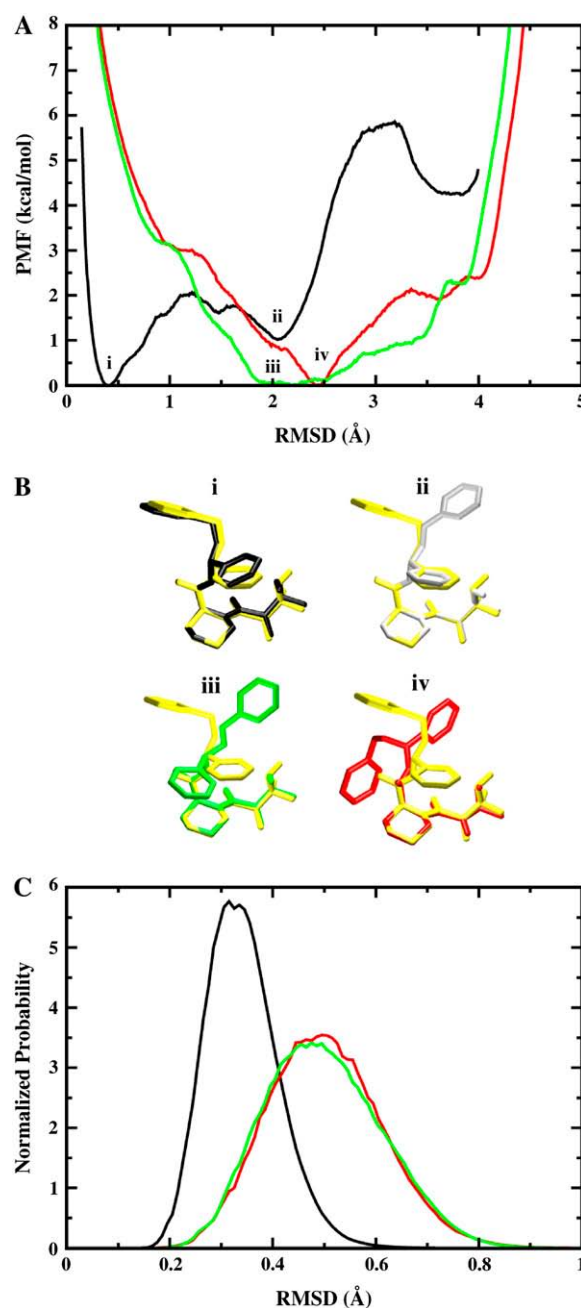 A
8
7
6
5
4
3
2
1
0
PMF (kcal/mol)
i
ii
iii
iv
0 1 2 3 4 5
RMSD (Å)
B
i
ii
iii
iv
C
6
5
4
3
2
1
0
Normalized Probability
0 0.2 0.4 0.6 0.8 1
RMSD (Å)